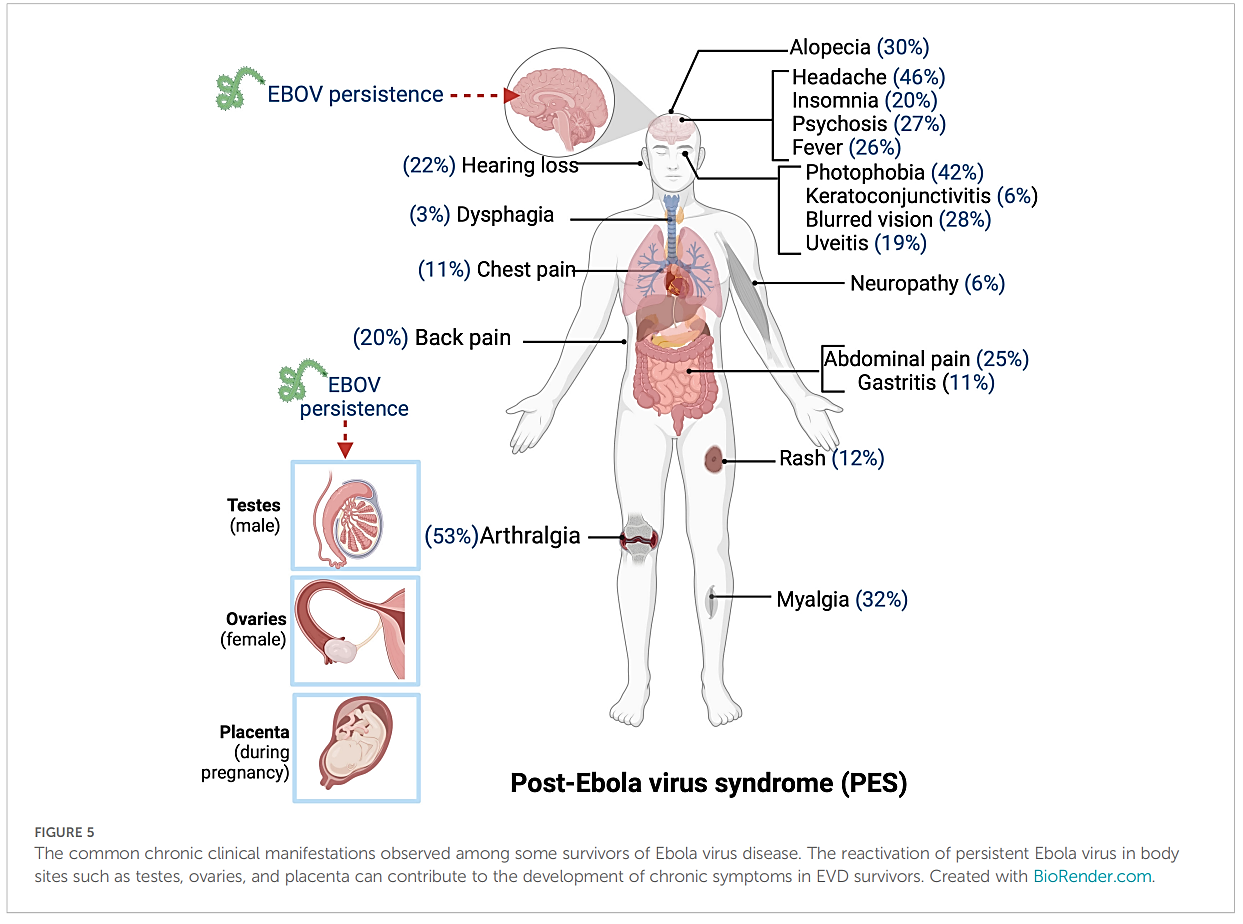 Alopecia (30%)
EBOV persistence
Headache (46%)
Insomnia (20%)
Psychosis (27%)
Fever (26%)
(22%) Hearing loss
Photophobia (42%)
Keratoconjunctivitis (6%)
Blurred vision (28%)
Uveitis (19%)
(3%) Dysphagia
(11%) Chest pain
Neuropathy (6%)
(20%) Back pain
Abdominal pain (25%)
Gastritis (11%)
EBOV
persistence
Rash (12%)
Testes
(male)
(53%)Arthralgia
Ovaries
(female)
Myalgia (32%)
Placenta
(during
pregnancy)
Post-Ebola virus syndrome (PES)
FIGURE 5
The common chronic clinical manifestations observed among some survivors of Ebola virus disease. The reactivation of persistent Ebola virus in body
sites such as testes, ovaries, and placenta can contribute to the development of chronic symptoms in EVD survivors. Created with BioRender.com.